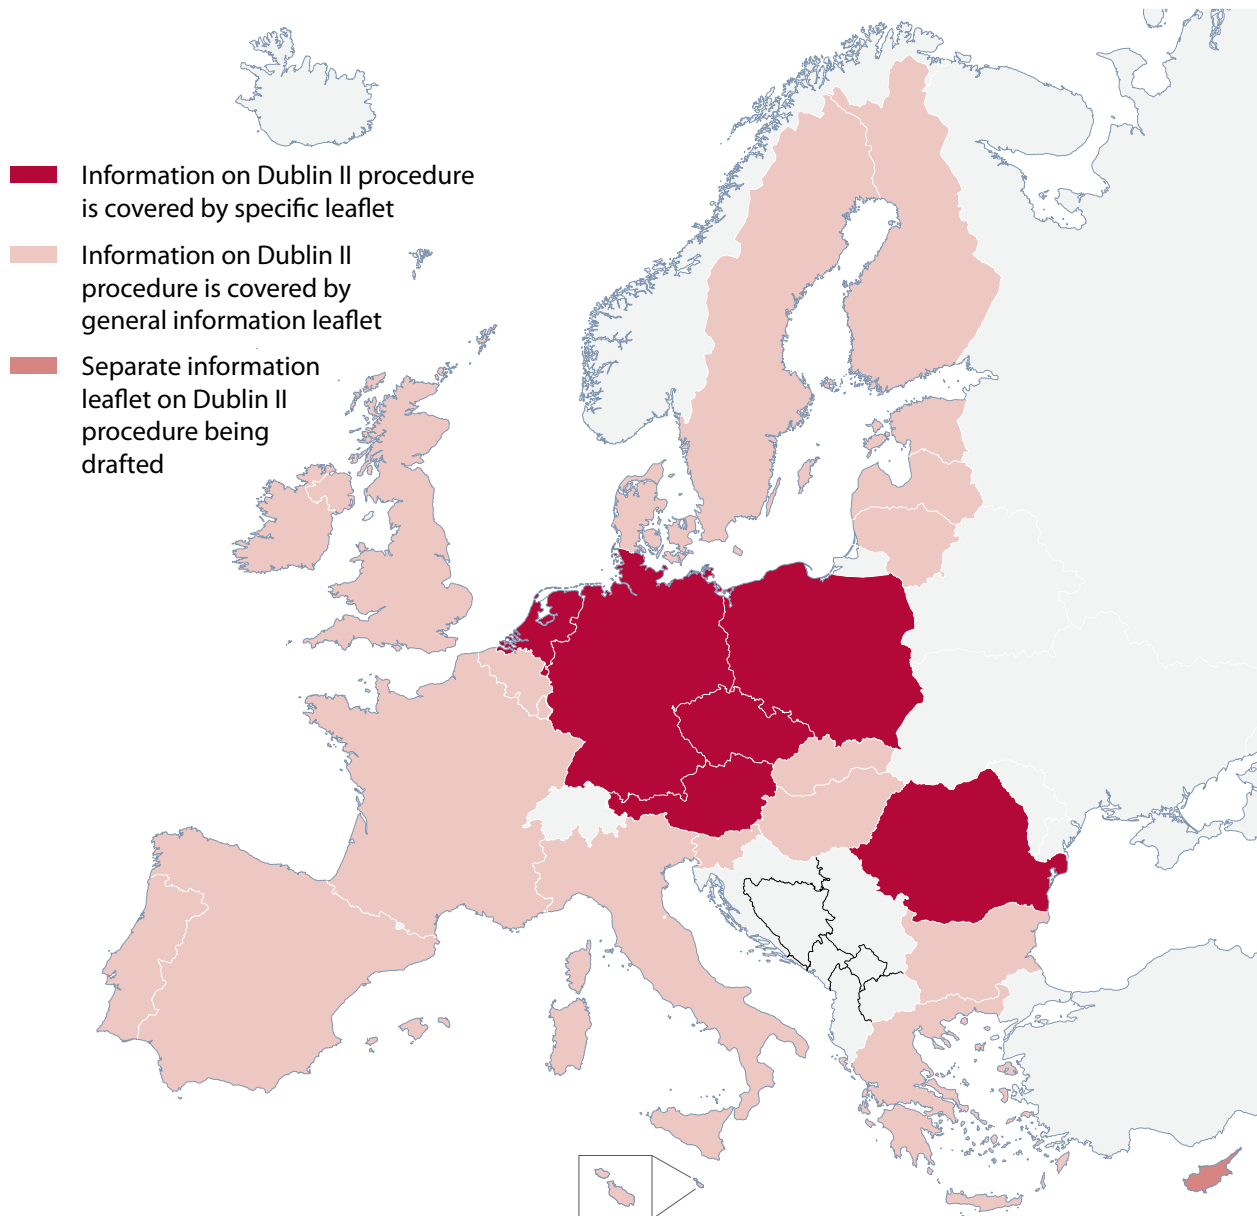 Information on Dublin II procedure
is covered by specific leaflet
Information on Dublin II
procedure is covered by
general information leaflet
Separate information
leaflet on Dublin II
procedure being
drafted